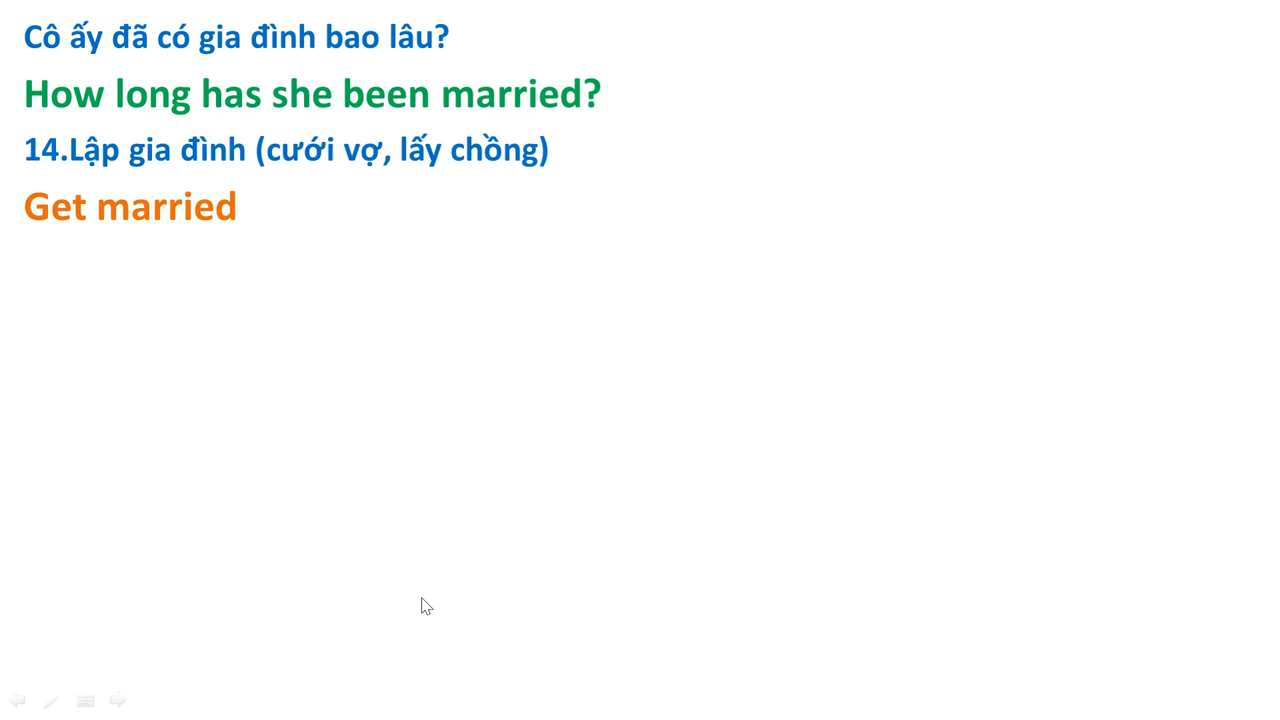 Cô ấy đã có gia đình bao lâu?
How long has she been married?
14.Lập gia đình (cưới vợ, lấy chồng)
Get married